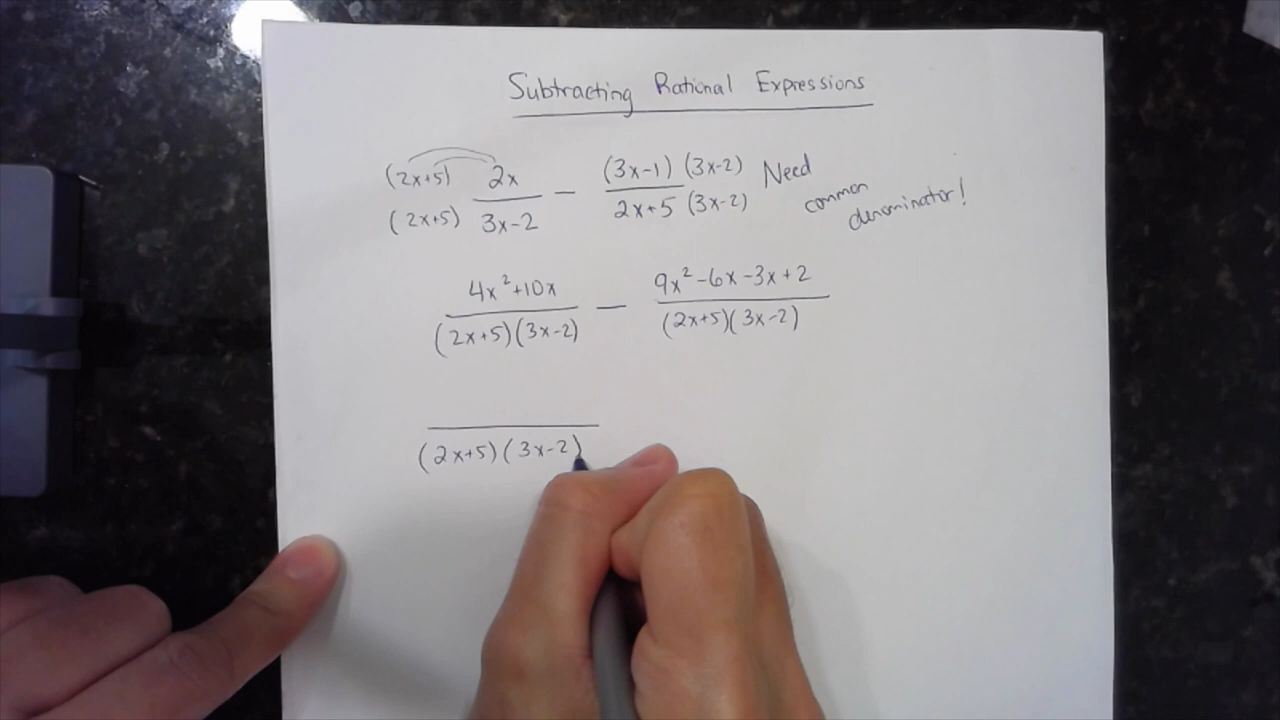 Subtracting Rational Expressions
(2x+5) 2x — (3x-1) (3x-2) Need
(2x+5) 3x-2 2x+5 (3x-2) common
denominator!
4x²+10x — 9x²-6x-3x+2
(2x+5)(3x-2) (2x+5)(3x-2)
(2x+5)(3x-2)